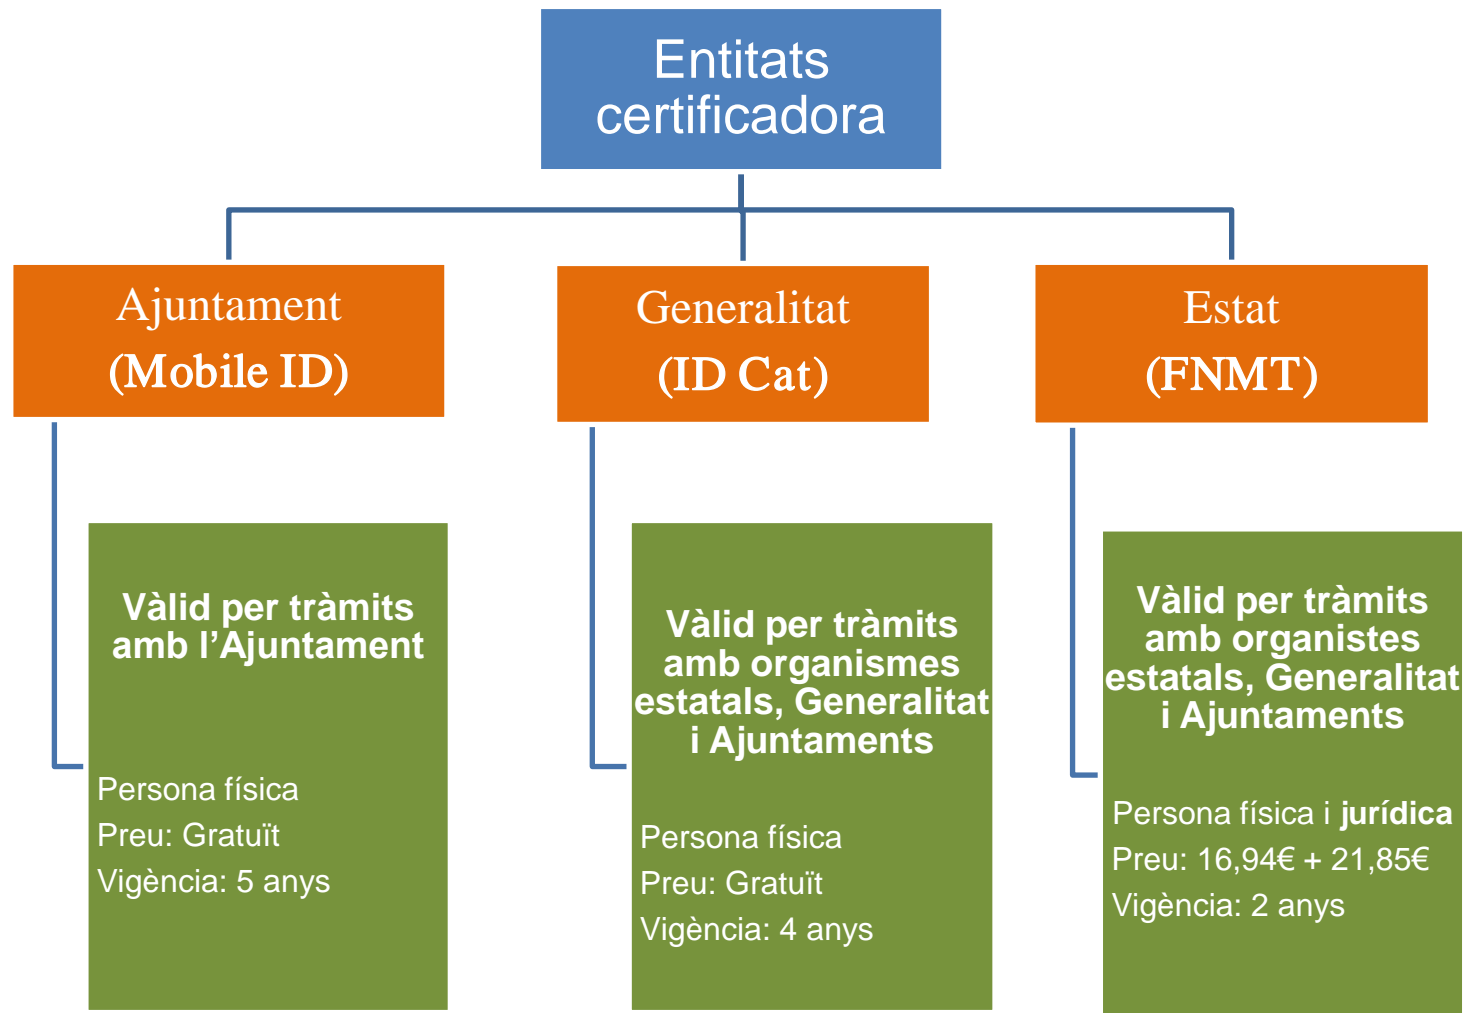 Entitats
certificadora
Ajuntament
(Mobile ID)
Generalitat
(ID Cat)
Estat
(FNMT)
Vàlid per tràmits
amb l’Ajuntament
Persona física
Preu: Gratuït
Vigència: 5 anys
Vàlid per tràmits
amb organismes
estatals, Generalitat
i Ajuntaments
Persona física
Preu: Gratuït
Vigència: 4 anys
Vàlid per tràmits
amb organistes
estatals, Generalitat
i Ajuntaments
Persona física i jurídica
Preu: 16,94€ + 21,85€
Vigència: 2 anys